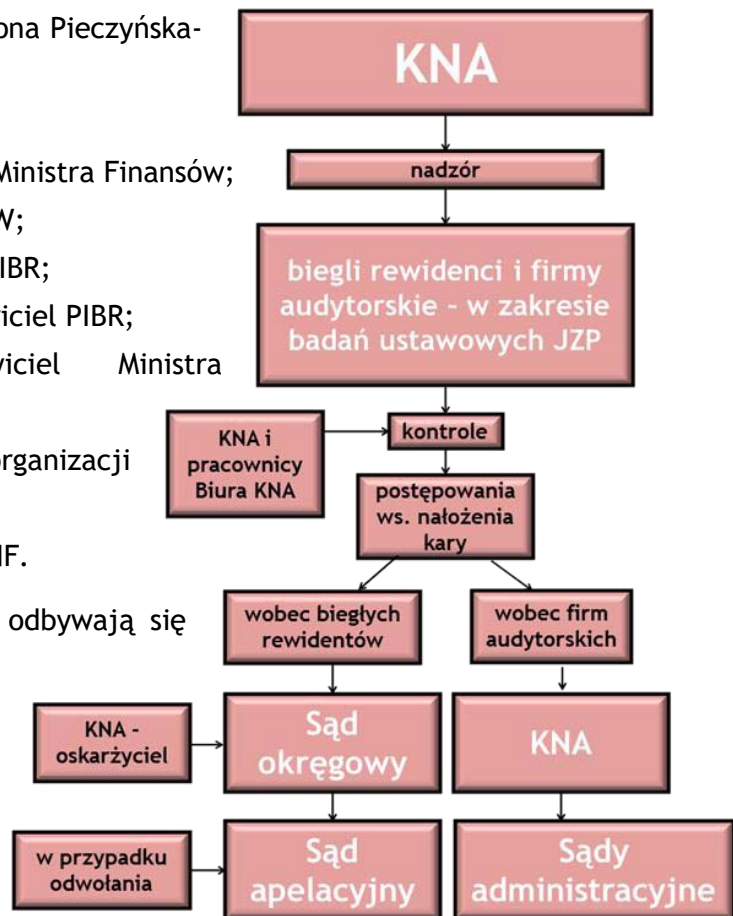 ona Pieczyńska-
Ministra Finansów;
W;
IBR;
viciel PIBR;
viciel Ministra
organizacji
NF.
odbywają się
KNA
nadzór
biegli rewidenci i firmy
audytorskie - w zakresie
badań ustawowych JZP
KNA i
pracownicy
Biura KNA
kontrole
postępowania
ws. nałożenia
kary
wobec biegłych
rewidentów
wobec firm
audytorskich
KNA -
oskarżyciel
Sąd
okręgowy
KNA
w przypadku
odwołania
Sąd
apelacyjny
Sądy
administracyjne